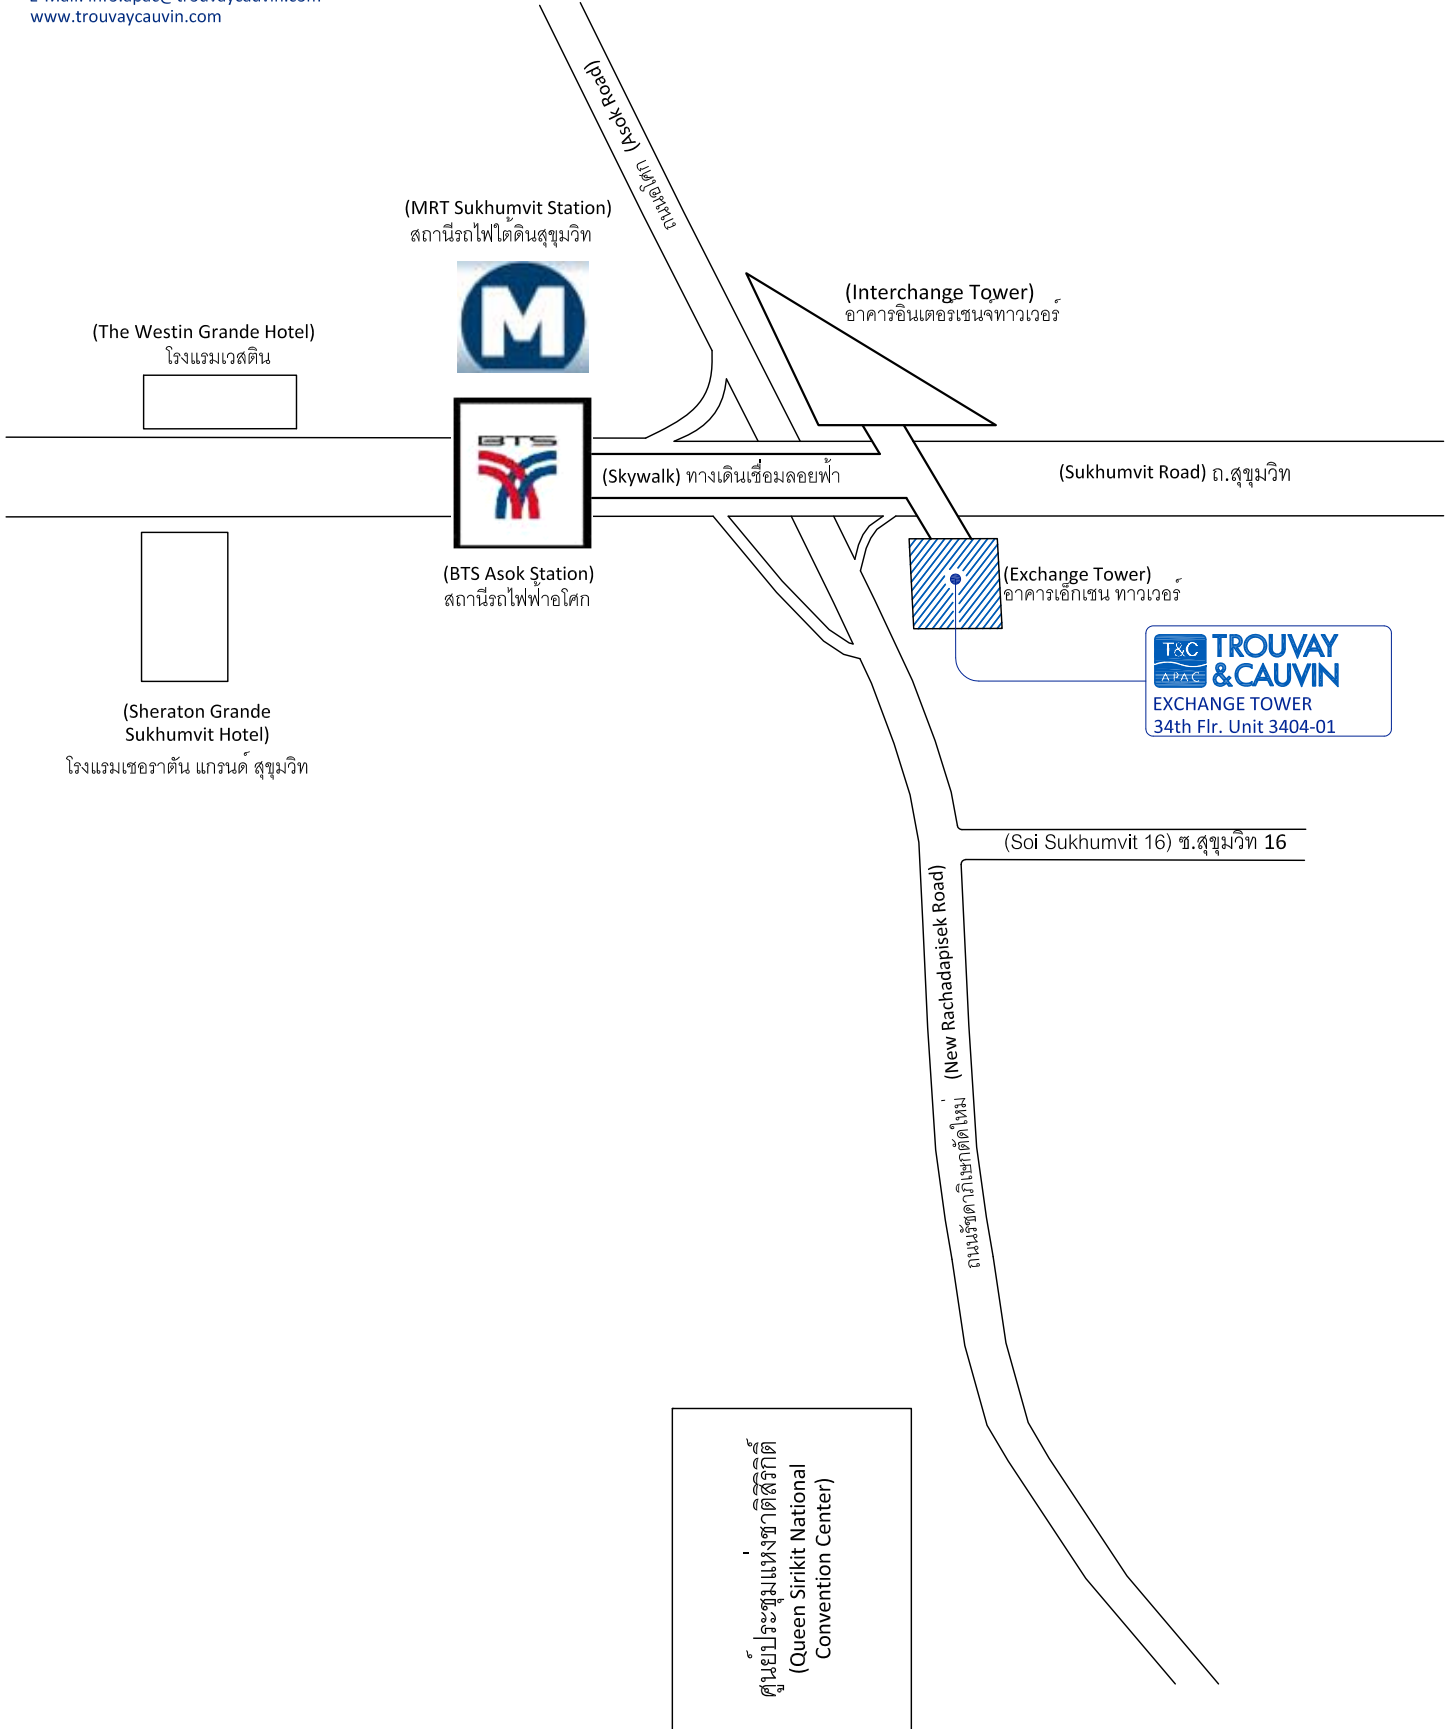 www.trouvaycauvin.com
(Asok Road)
ถนนอโศก
(MRT Sukhumvit Station)
สถานีรถไฟใต้ดินสุขุมวิท
M
(Interchange Tower)
อาคารอินเตอร์เชนจ์ทาวเวอร์
(The Westin Grande Hotel)
โรงแรมเวสติน
BTS
(Skywalk) ทางเดินเชื่อมลอยฟ้า
(Sukhumvit Road) ถ.สุขุมวิท
(BTS Asok Station)
สถานีรถไฟฟ้าอโศก
(Exchange Tower)
อาคารเอ็กเชน ทาวเวอร์
T&C
APAC
TROUVAY
&CAUVIN
EXCHANGE TOWER
34th Flr. Unit 3404-01
(Sheraton Grande
Sukhumvit Hotel)
โรงแรมเชอราตัน แกรนด์ สุขุมวิท
(Soi Sukhumvit 16) ซ.สุขุมวิท 16
(New Rachadapisek Road)
ถนนรัชดาภิเษกตัดใหม่
ศูนย์ประชุมแห่งชาติสิริกิติ์
(Queen Sirikit National
Convention Center)